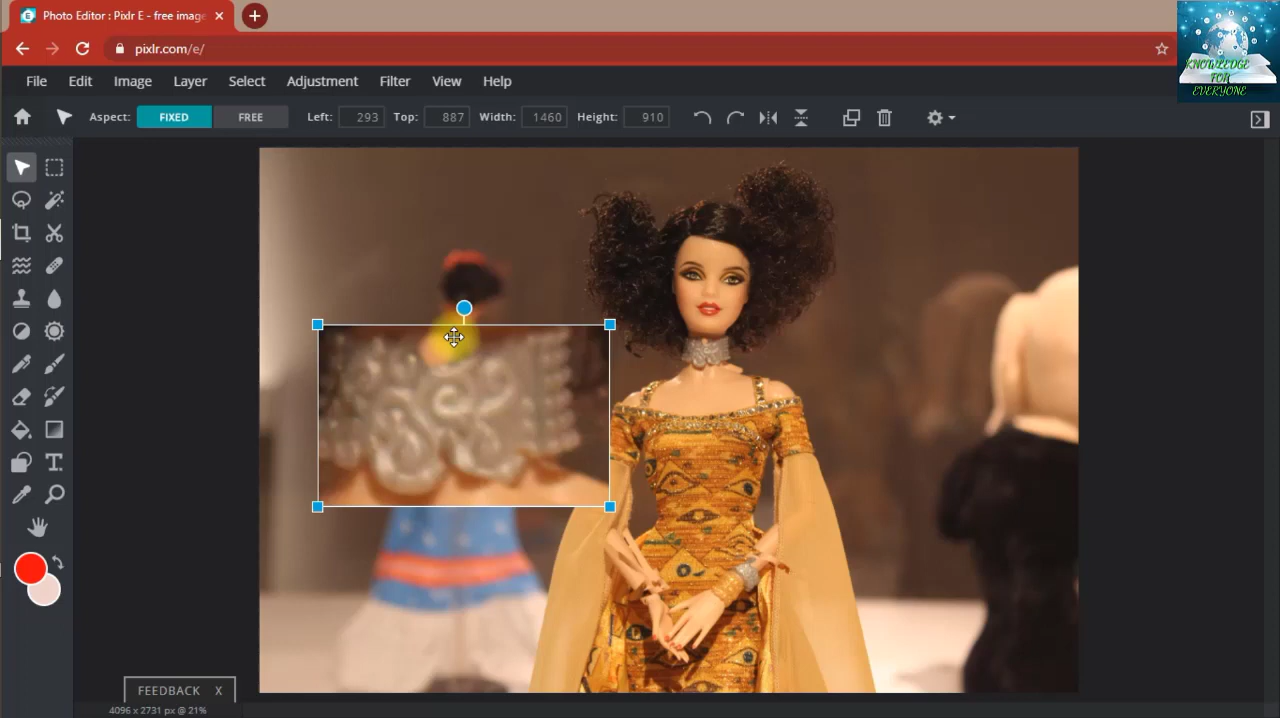 Photo Editor : Pixlr E - free image
pixlr.com/e/
KNOWLEDGE
FOR
EVERYONE
File Edit Image Layer Select Adjustment Filter View Help
Aspect: FIXED FREE Left: 293 Top: 887 Width: 1460 Height: 910
FEEDBACK X
4096 x 2731 px @ 21%